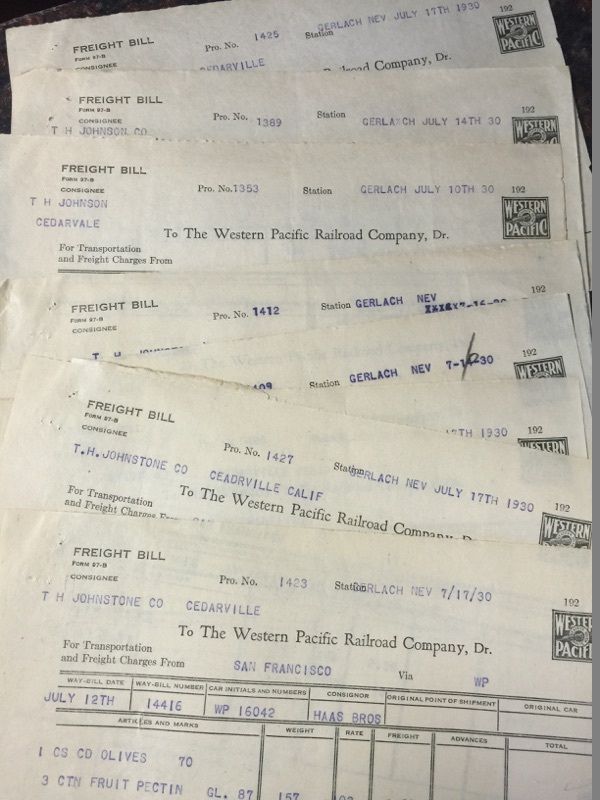 FREIGHT BILL Pro. No. 1425 Station GERLACH NEV JULY 17TH 1930 192
FORM 97-B
CONSIGNEE
CEDARVILLE Railroad Company, Dr.
WESTERN
PACIFIC
FREIGHT BILL Pro. No. 1389 Station GERLAXCH JULY 14TH 30 192
FORM 97-B
CONSIGNEE
T H JOHNSON CO
WESTERN
FREIGHT BILL
FORM 97-B
CONSIGNEE Pro. No. 1353 Station GERLACH JULY 10TH 30 192
T H JOHNSON
CEDARVALE
To The Western Pacific Railroad Company, Dr.
WESTERN
PACIFIC
For Transportation
and Freight Charges From
FREIGHT BILL Pro. No. 1412 Station GERLACH NEV 192
FORM 97-B
CONSIGNEE
T H
Station GERLACH NEV 7-1 -30 192
WESTERN
7TH 1930 192
WESTERN
FREIGHT BILL
FORM 97-B
CONSIGNEE Pro. No. 1427 Station GERLACH NEV JULY 17TH 1930 192
T.H.JOHNSTONE CO CEADRVILLE CALIF
For Transportation To The Western Pacific Railroad Company, Dr.
and Freight Charges From
WESTERN
FREIGHT BILL
FORM 97-B
CONSIGNEE Pro. No. 1423 Station GERLACH NEV 7/17/30 192
T H JOHNSTONE CO CEDARVILLE
To The Western Pacific Railroad Company, Dr.
WESTERN
PACIFIC
For Transportation
and Freight Charges From SAN FRANCISCO Via WP
WAY-BILL DATE WAY-BILL NUMBER CAR INITIALS AND NUMBERS CONSIGNOR ORIGINAL POINT OF SHIPMENT ORIGINAL CAR
JULY 12TH 14416 WP 16042 HAAS BROS
ARTICLES AND MARKS WEIGHT RATE FREIGHT ADVANCES TOTAL
1 CS CD OLIVES 70
3 CTN FRUIT PECTIN GL. 87 157